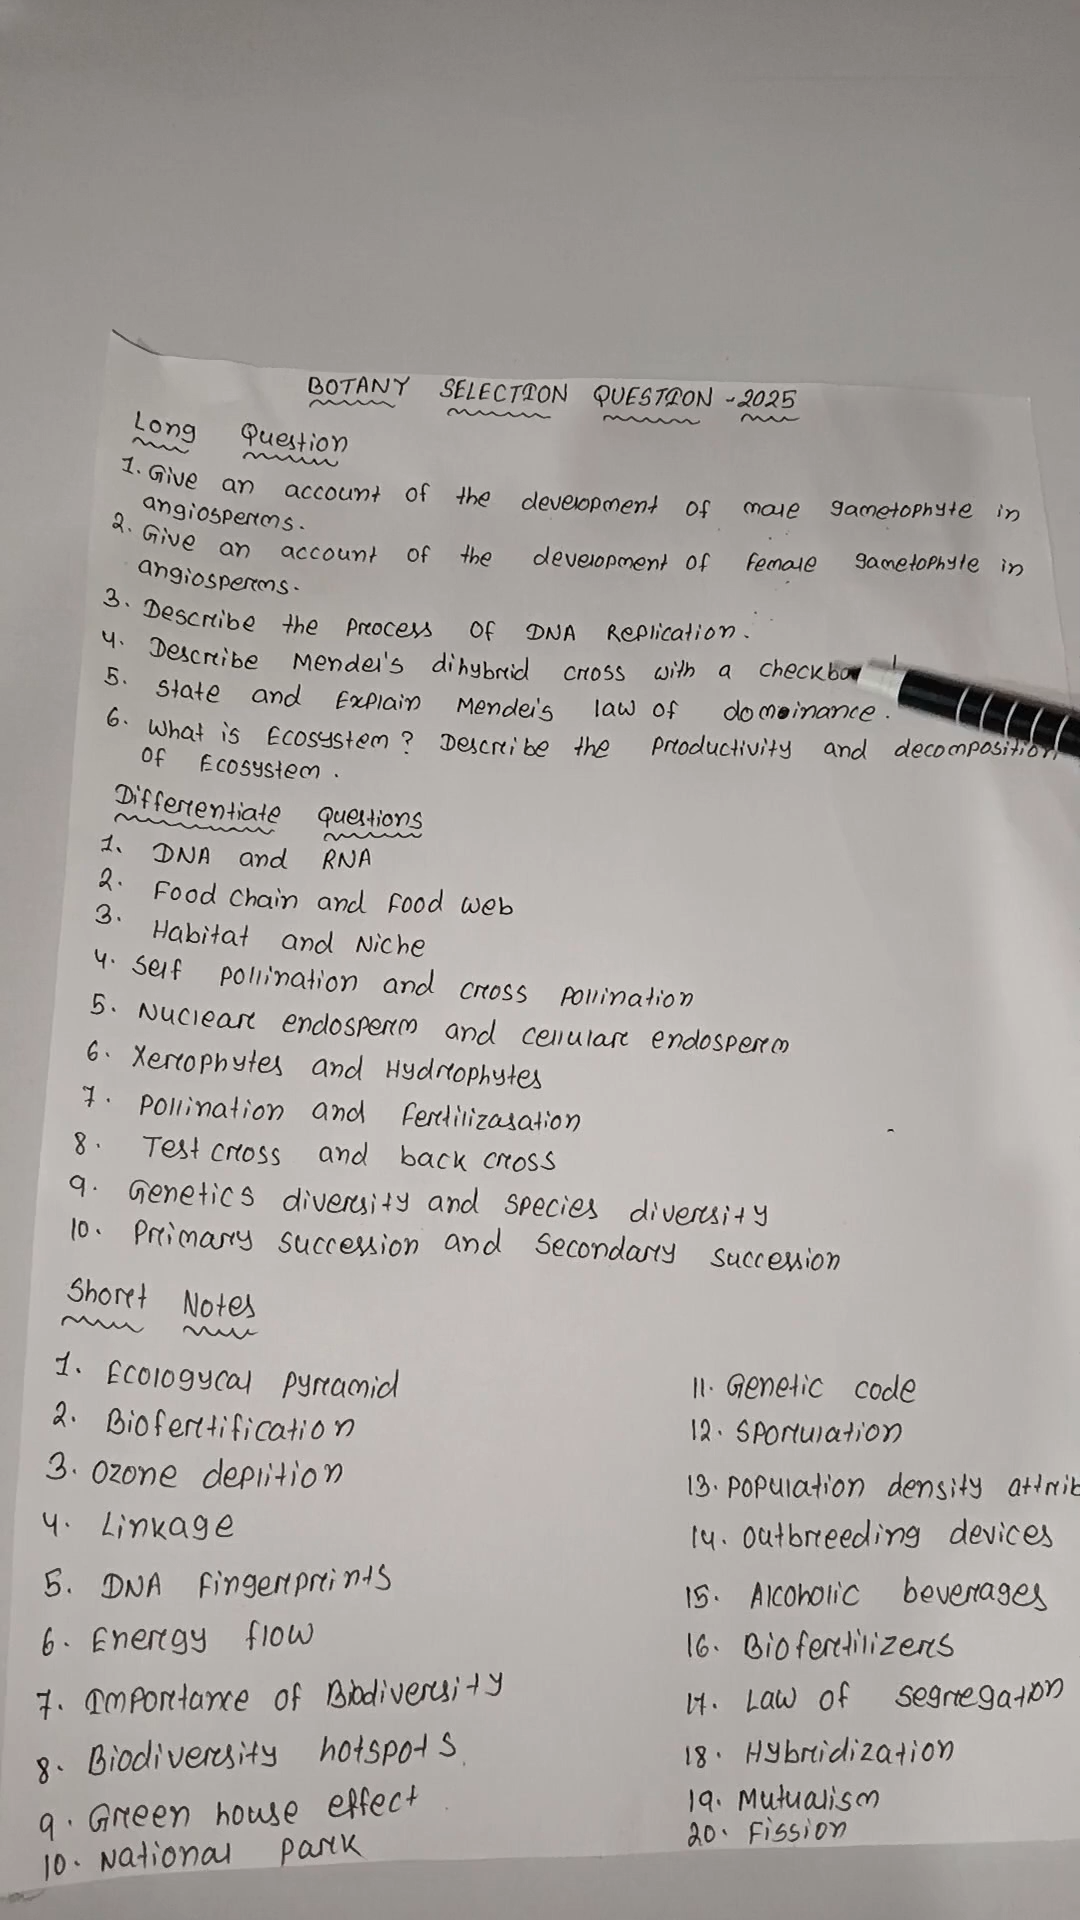 BOTANY SELECTION QUESTION - 2025
Long Question
1. Give an account of the development of male gametophyte in
angiosperms.
2. Give an account of the development of Female gametophyte in
angiosperms.
3. Describe the Process OF DNA Replication.
4. Describe Mendel's dihybrid cross with a checkbo
5. State and Explain Mendel's law of domoinance.
6. What is Ecosystem? Describe the Productivity and decomposition
OF Ecosystem.
Differentiate Questions
1. DNA and RNA
2. Food Chain and Food web
3. Habitat and Niche
4. Self Pollination and cross Pollination
5. Nuclear endosperm and cellular endosperm
6. Xerophytes and Hydrophytes
7. Pollination and Fertilizasation
8. Test cross and back cross
9. Genetics diversity and species diversity
10. Primary succession and Secondary succession
Short Notes
1. Ecologycal Pyramid
2. Biofertification
3. Ozone deplition
4. Linkage
5. DNA Fingerprints
6. Energy flow
7. Importance of Biodiversity
8. Biodiversity hotspots
9. Green house effect
10. National Park
11. Genetic code
12. Sporulation
13. Population density attrib
14. Outbreeding devices
15. Alcoholic beverages
16. Biofertilizers
17. Law of segregation
18. Hybridization
19. Mutualism
20. Fission